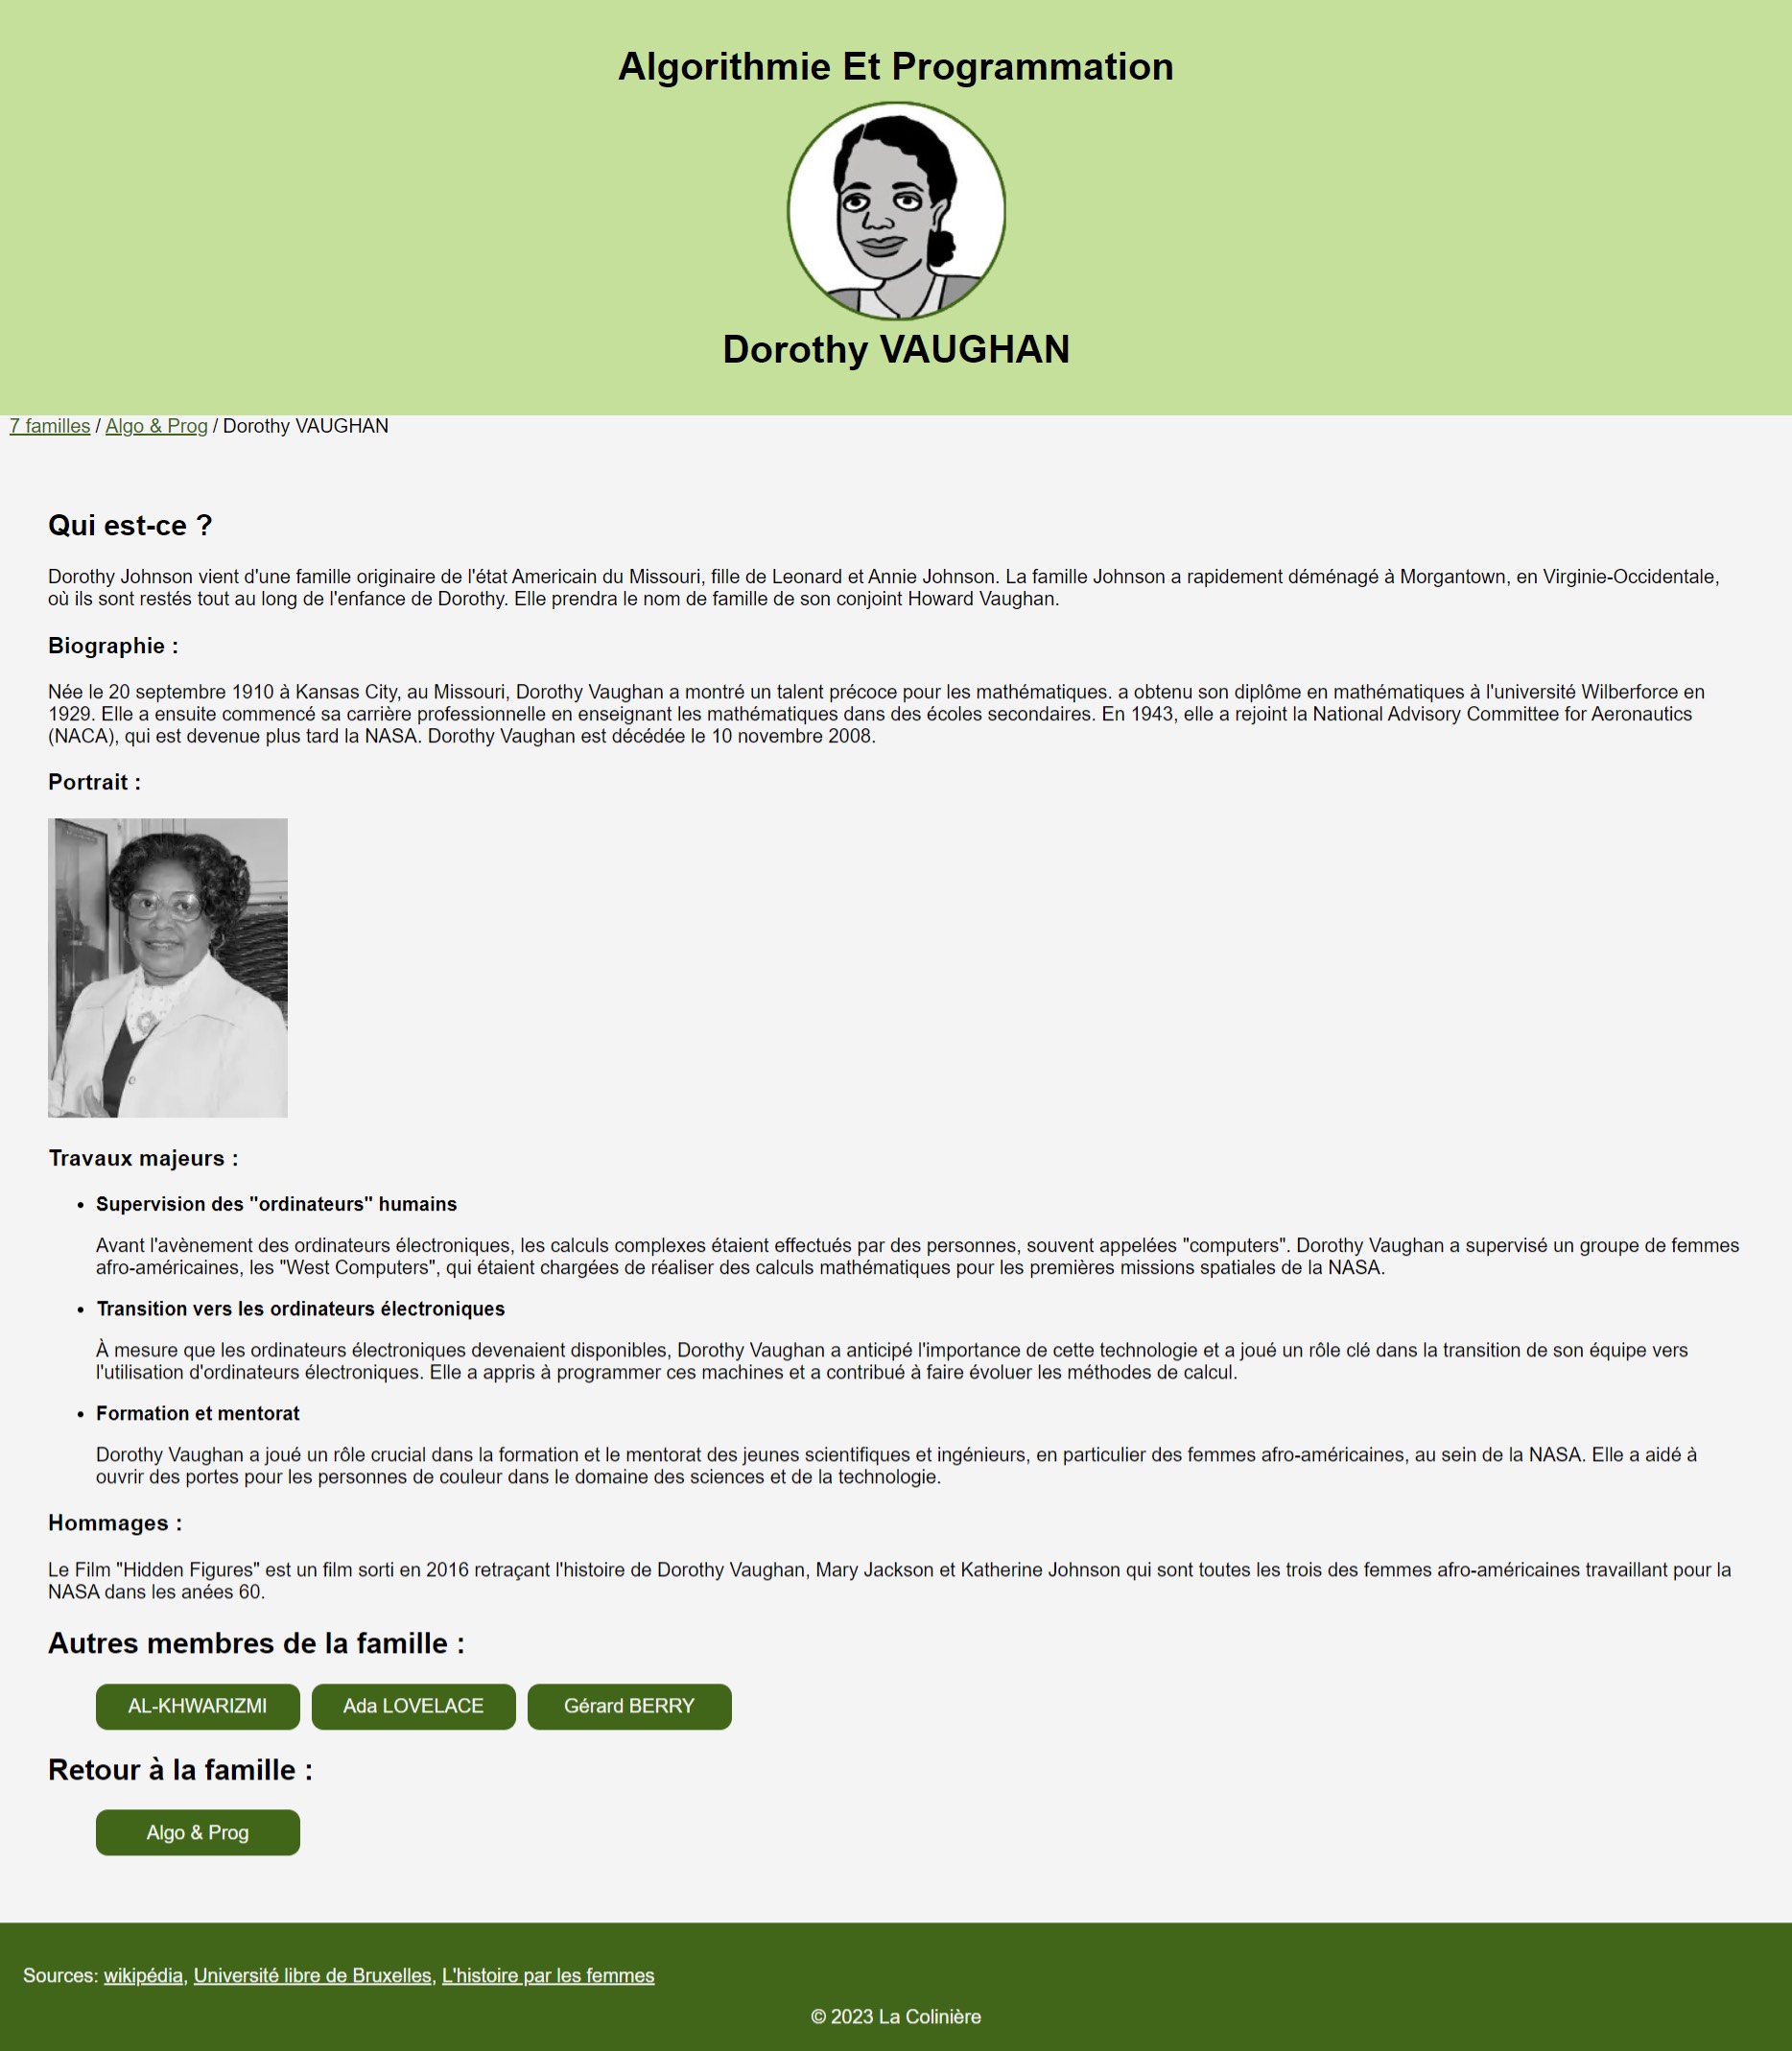 Algorithmie Et Programmation
Dorothy VAUGHAN
7 familles / Algo & Prog / Dorothy VAUGHAN
Qui est-ce ?
Dorothy Johnson vient d'une famille originaire de l'état Americain du Missouri, fille de Leonard et Annie Johnson. La famille Johnson a rapidement déménagé à Morgantown, en Virginie-Occidentale,
où ils sont restés tout au long de l'enfance de Dorothy. Elle prendra le nom de famille de son conjoint Howard Vaughan.
Biographie :
Née le 20 septembre 1910 à Kansas City, au Missouri, Dorothy Vaughan a montré un talent précoce pour les mathématiques. a obtenu son diplôme en mathématiques à l'université Wilberforce en
1929. Elle a ensuite commencé sa carrière professionnelle en enseignant les mathématiques dans des écoles secondaires. En 1943, elle a rejoint la National Advisory Committee for Aeronautics
(NACA), qui est devenue plus tard la NASA. Dorothy Vaughan est décédée le 10 novembre 2008.
Portrait :
Travaux majeurs :
• Supervision des "ordinateurs" humains
Avant l'avènement des ordinateurs électroniques, les calculs complexes étaient effectués par des personnes, souvent appelées "computers". Dorothy Vaughan a supervisé un groupe de femmes
afro-américaines, les "West Computers", qui étaient chargées de réaliser des calculs mathématiques pour les premières missions spatiales de la NASA.
• Transition vers les ordinateurs électroniques
À mesure que les ordinateurs électroniques devenaient disponibles, Dorothy Vaughan a anticipé l'importance de cette technologie et a joué un rôle clé dans la transition de son équipe vers
l'utilisation d'ordinateurs électroniques. Elle a appris à programmer ces machines et a contribué à faire évoluer les méthodes de calcul.
• Formation et mentorat
Dorothy Vaughan a joué un rôle crucial dans la formation et le mentorat des jeunes scientifiques et ingénieurs, en particulier des femmes afro-américaines, au sein de la NASA. Elle a aidé à
ouvrir des portes pour les personnes de couleur dans le domaine des sciences et de la technologie.
Hommages :
Le Film "Hidden Figures" est un film sorti en 2016 retraçant l'histoire de Dorothy Vaughan, Mary Jackson et Katherine Johnson qui sont toutes les trois des femmes afro-américaines travaillant pour la
NASA dans les anées 60.
Autres membres de la famille :
AL-KHWARIZMI Ada LOVELACE Gérard BERRY
Retour à la famille :
Algo & Prog
Sources: wikipédia, Université libre de Bruxelles, L'histoire par les femmes
© 2023 La Colinière